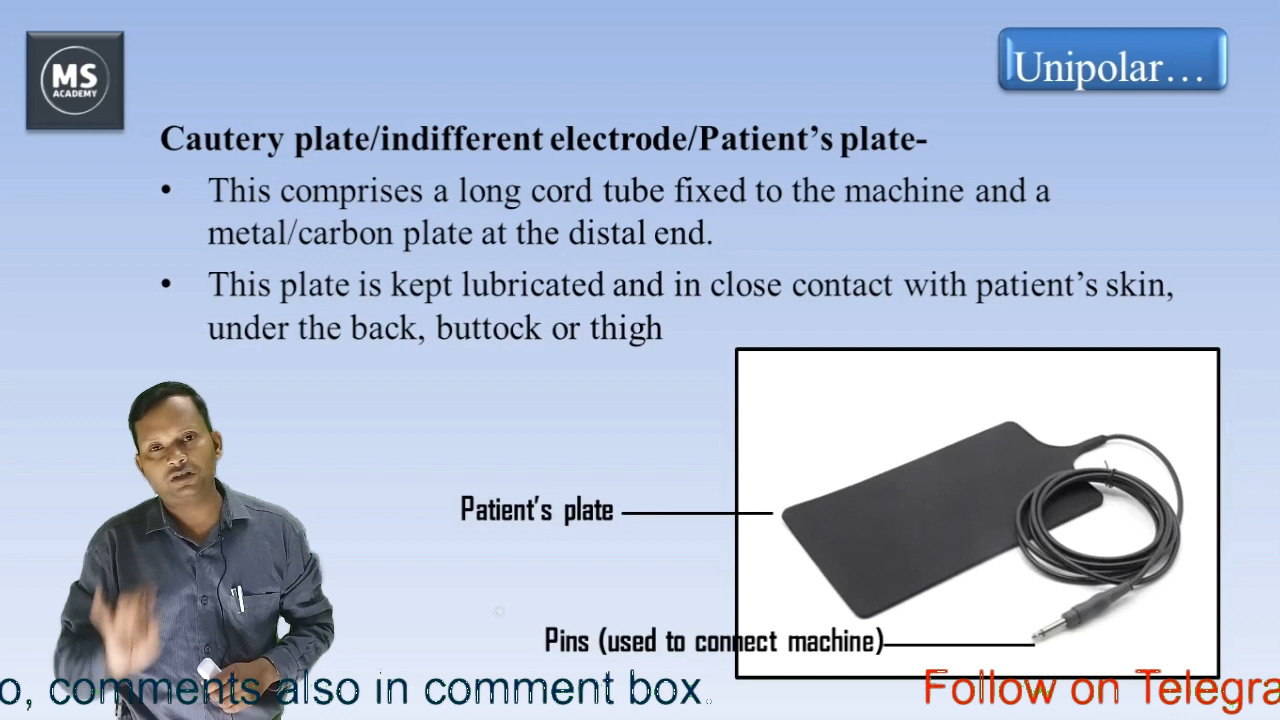 MS
ACADEMY
Unipolar…
Cautery plate/indifferent electrode/Patient’s plate-
• This comprises a long cord tube fixed to the machine and a
metal/carbon plate at the distal end.
• This plate is kept lubricated and in close contact with patient’s skin,
under the back, buttock or thigh
Patient’s plate
Pins (used to connect machine)
o, comments also in comment box.
Follow on Telegra